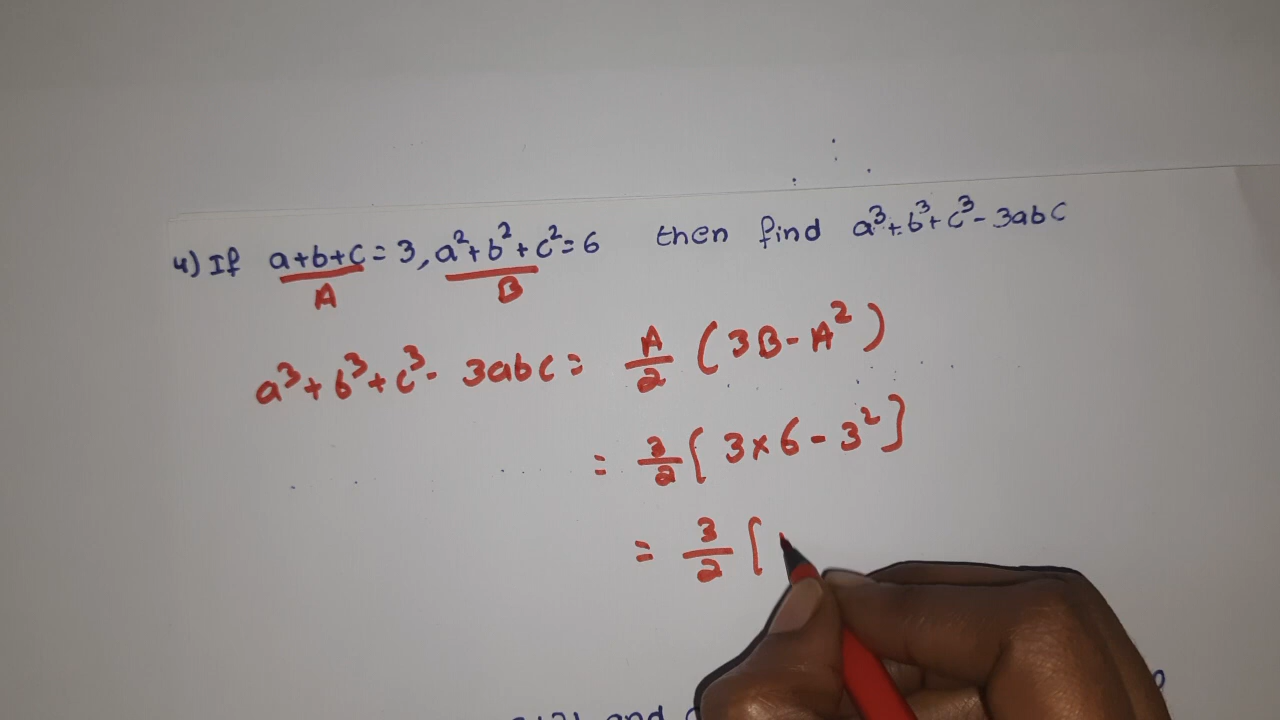 4) If a+b+c = 3, a²+b²+c² = 6 then find a³+b³+c³-3abc
A B
a³+b³+c³- 3abc = A/2 (3B-A²)
= 3/2 [3×6-3²]
= 3/2 [
and